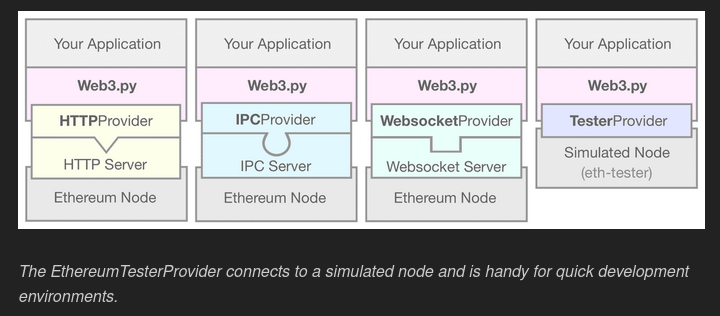 Your Application
Web3.py
HTTPProvider
HTTP Server
Ethereum Node
Your Application
Web3.py
IPCProvider
IPC Server
Ethereum Node
Your Application
Web3.py
WebsocketProvider
Websocket Server
Ethereum Node
Your Application
Web3.py
TesterProvider
Simulated Node
(eth-tester)
The EthereumTesterProvider connects to a simulated node and is handy for quick development
environments.